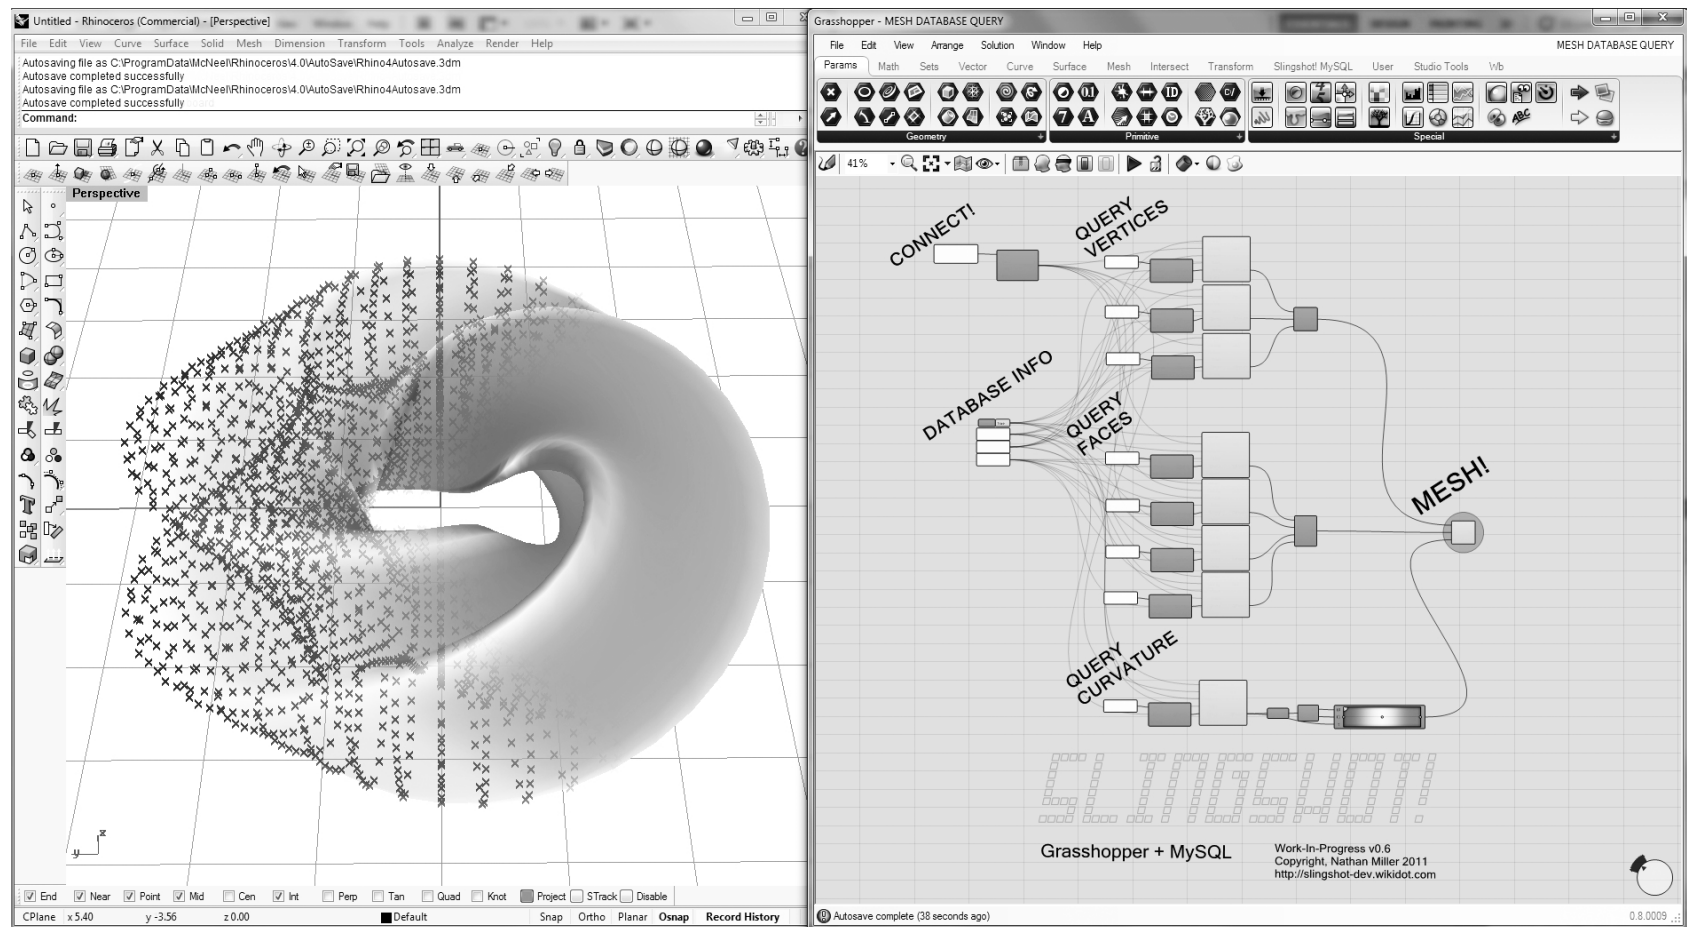 Untitled - Rhinoceros (Commercial) - [Perspective]
File Edit View Curve Surface Solid Mesh Dimension Transform Tools Analyze Render Help
Autosaving file as C:\ProgramData\McNeel\Rhinoceros\4.0\AutoSave\Rhino4Autosave.3dm
Autosave completed successfully
Autosaving file as C:\ProgramData\McNeel\Rhinoceros\4.0\AutoSave\Rhino4Autosave.3dm
Autosave completed successfully
Command:
Perspective
z
y
End Near Point Mid Cen Int Perp Tan Quad Knot Project STrack Disable
CPlane x 5.40 y -3.56 z 0.00 Default Snap Ortho Planar Osnap Record History
Grasshopper - MESH DATABASE QUERY
File Edit View Arrange Solution Window Help MESH DATABASE QUERY
Params Math Sets Vector Curve Surface Mesh Intersect Transform Slingshot! MySQL User Studio Tools Wb
0.1 ID C/
7 A ABC
Geometry Primitive Special
41%
CONNECT!
QUERY
VERTICES
DATABASE INFO
QUERY
FACES
MESH!
QUERY
CURVATURE
SLINGSHOT!
Grasshopper + MySQL
Work-In-Progress v0.6
Copyright, Nathan Miller 2011
http://slingshot-dev.wikidot.com
Autosave complete (38 seconds ago) 0.8.0009